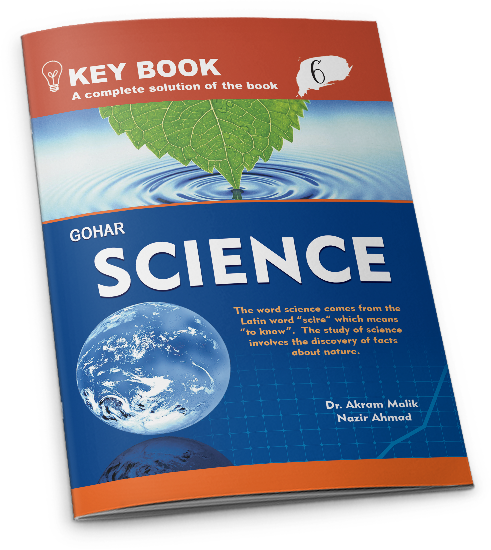 KEY BOOK
A complete solution of the book
6
GOHAR
SCIENCE
The word science comes from the
Latin word "scire" which means
"to know". The study of science
involves the discovery of facts
about nature.
Dr. Akram Malik
Nazir Ahmad